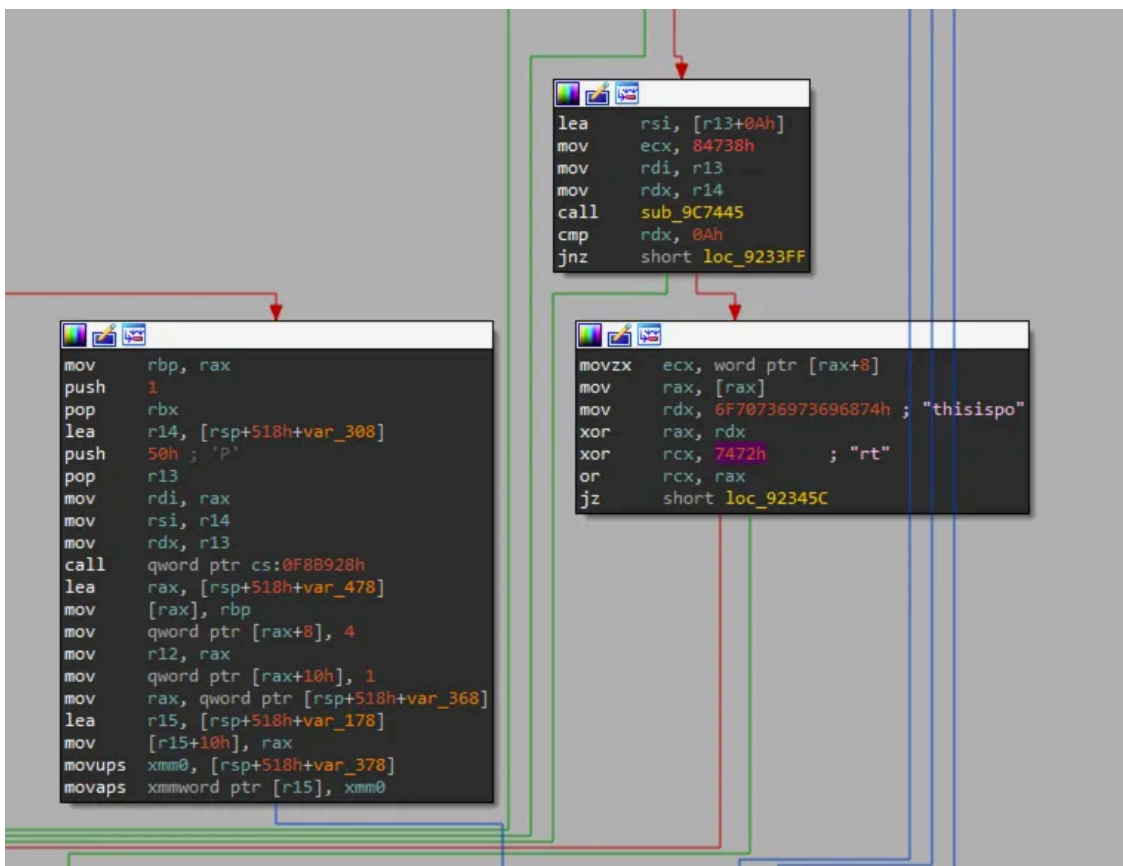 lea rsi, [r13+0Ah]
mov ecx, 84738h
mov rdi, r13
mov rdx, r14
call sub_9C7445
cmp rdx, 0Ah
jnz short loc_9233FF
mov rbp, rax
push 1
pop rbx
lea r14, [rsp+518h+var_308]
push 50h ; 'P'
pop r13
mov rdi, rax
mov rsi, r14
mov rdx, r13
call qword ptr cs:0F8B928h
lea rax, [rsp+518h+var_478]
mov [rax], rbp
mov qword ptr [rax+8], 4
mov r12, rax
mov qword ptr [rax+10h], 1
mov rax, qword ptr [rsp+518h+var_368]
lea r15, [rsp+518h+var_178]
mov [r15+10h], rax
movups xmm0, [rsp+518h+var_378]
movaps xmmword ptr [r15], xmm0
movzx ecx, word ptr [rax+8]
mov rax, [rax]
mov rdx, 6F70736973696874h ; "thisispo"
xor rax, rdx
xor rcx, 7472h ; "rt"
or rcx, rax
jz short loc_92345C